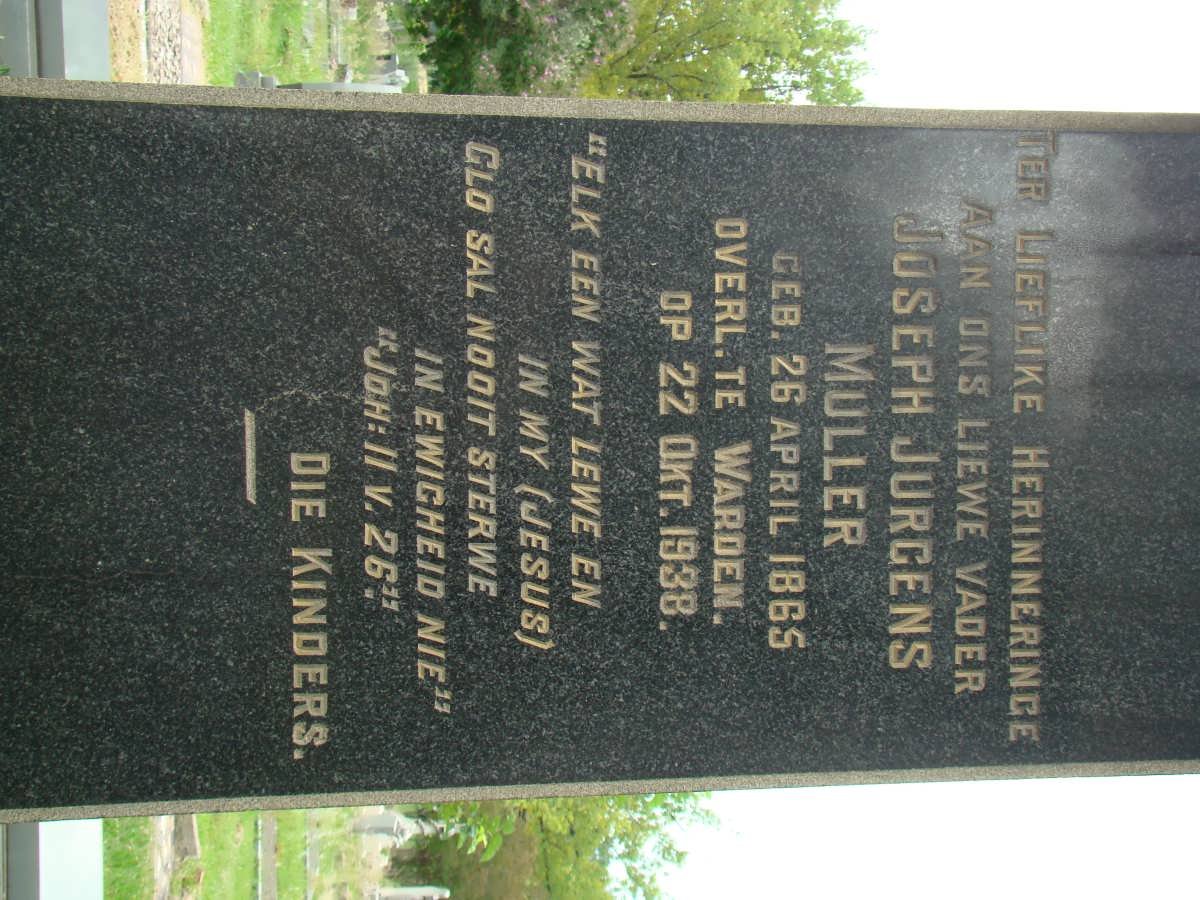 TER LIEFLIKE HERINNERINGE
AAN ONS LIEWE VADER
JOSEPH JURGENS
MULLER
GEB. 26 APRIL 1865
OVERL. TE WARDEN.
OP 22 OKT. 1938.
"ELK EEN WAT LEWE EN
IN MY (JESUS)
GLO SAL NOOIT STERWE
IN EWIGHEID NIE"
"JOH: 11 V. 26."
DIE KINDERS.